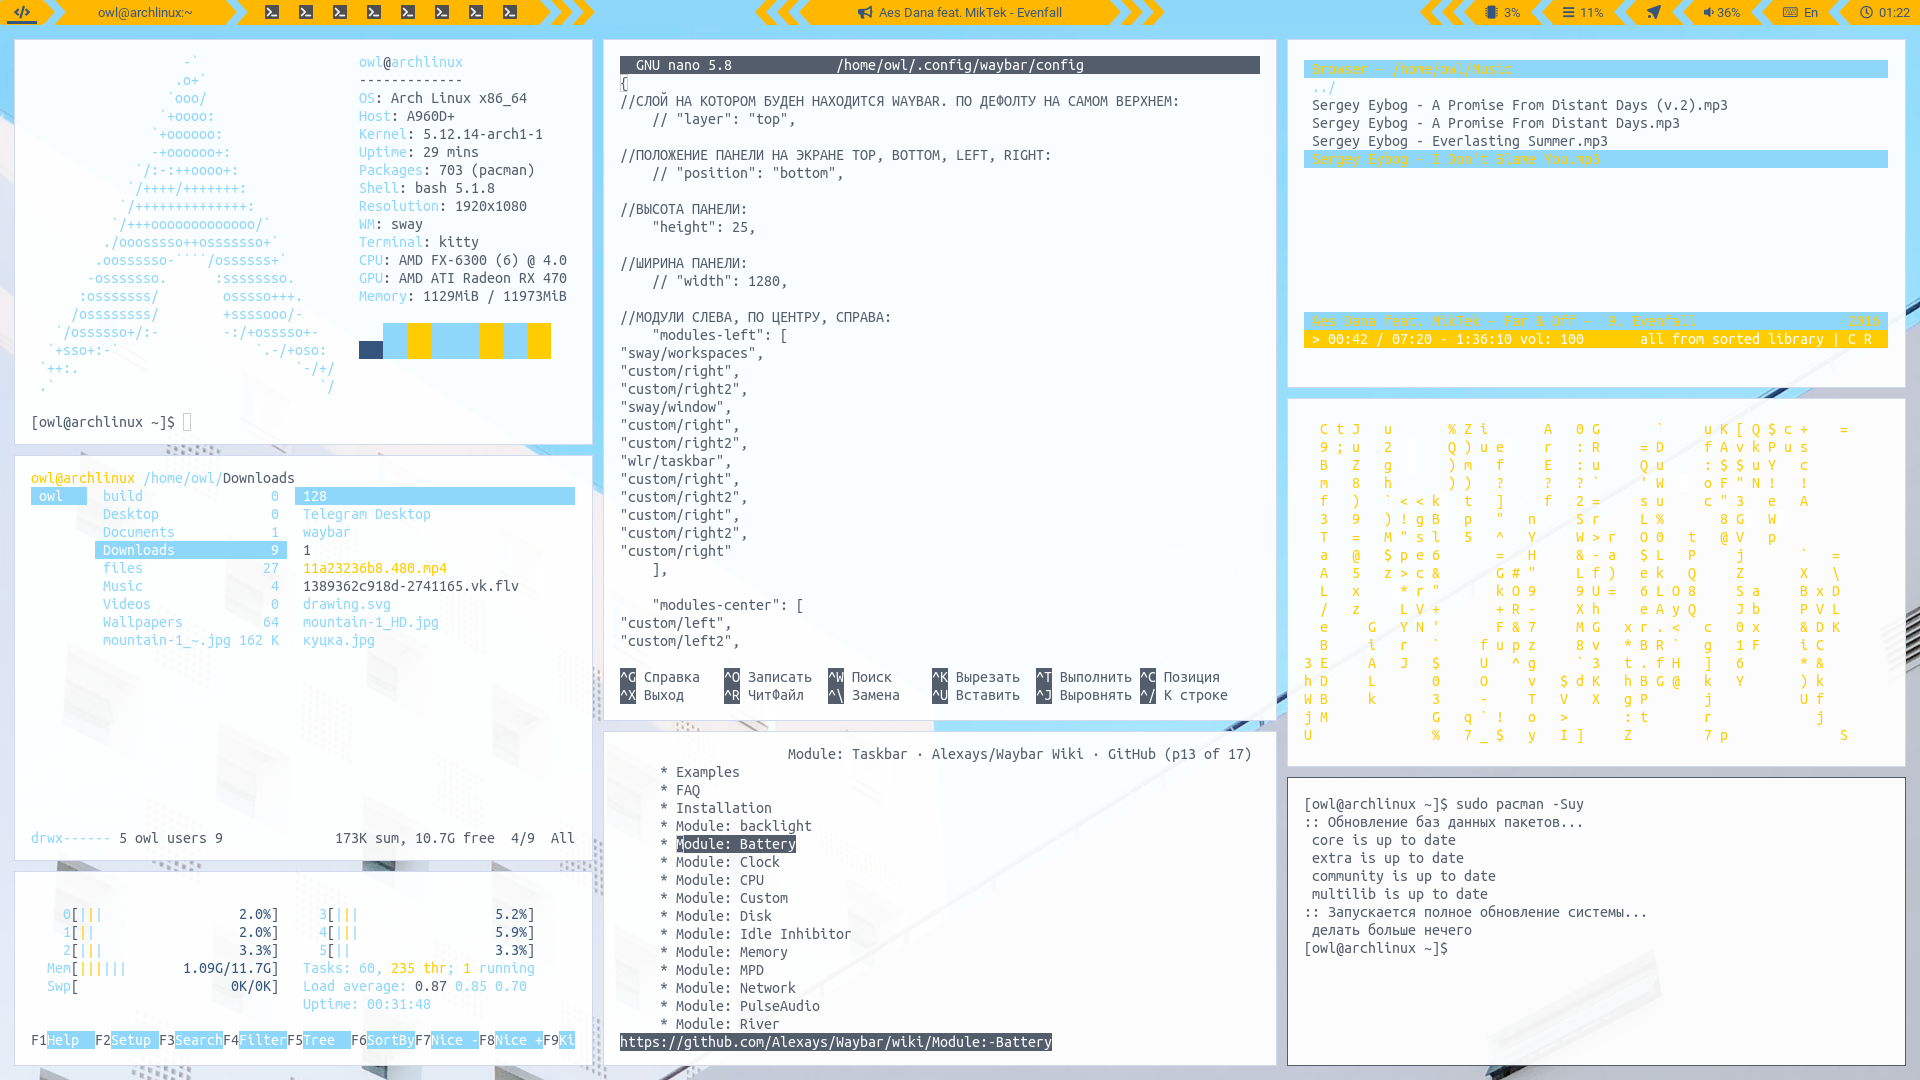 owl@archlinux:~
Aes Dana feat. MikTek - Evenfall
3%
11%
36%
En
01:22
owl@archlinux
-------------
OS: Arch Linux x86_64
Host: A960D+
Kernel: 5.12.14-arch1-1
Uptime: 29 mins
Packages: 703 (pacman)
Shell: bash 5.1.8
Resolution: 1920x1080
WM: sway
Terminal: kitty
CPU: AMD FX-6300 (6) @ 4.0
GPU: AMD ATI Radeon RX 470
Memory: 1129MiB / 11973MiB
[owl@archlinux ~]$
owl@archlinux /home/owl/Downloads
owl
build 0
Desktop 0
Documents 1
Downloads 9
files 27
Music 4
Videos 0
Wallpapers 64
mountain-1_~.jpg 162 K
128
Telegram Desktop
waybar
1
11a23236b8.480.mp4
1389362c918d-2741165.vk.flv
drawing.svg
mountain-1_HD.jpg
куцка.jpg
drwx------ 5 owl users 9 173K sum, 10.7G free 4/9 All
0[||| 2.0%] 3[||| 5.2%]
1[|| 2.0%] 4[||| 5.9%]
2[||| 3.3%] 5[|| 3.3%]
Mem[|||||| 1.09G/11.7G] Tasks: 60, 235 thr; 1 running
Swp[ 0K/0K] Load average: 0.87 0.85 0.70
Uptime: 00:31:48
F1Help F2Setup F3SearchF4FilterF5Tree F6SortByF7Nice -F8Nice +F9Ki
GNU nano 5.8 /home/owl/.config/waybar/config
{
//СЛОЙ НА КОТОРОМ БУДЕН НАХОДИТСЯ WAYBAR. ПО ДЕФОЛТУ НА САМОМ ВЕРХНЕМ:
// "layer": "top",
//ПОЛОЖЕНИЕ ПАНЕЛИ НА ЭКРАНЕ TOP, BOTTOM, LEFT, RIGHT:
// "position": "bottom",
//ВЫСОТА ПАНЕЛИ:
"height": 25,
//ШИРИНА ПАНЕЛИ:
// "width": 1280,
//МОДУЛИ СЛЕВА, ПО ЦЕНТРУ, СПРАВА:
"modules-left": [
"sway/workspaces",
"custom/right",
"custom/right2",
"sway/window",
"custom/right",
"custom/right2",
"wlr/taskbar",
"custom/right",
"custom/right2",
"custom/right",
"custom/right2",
"custom/right"
],
"modules-center": [
"custom/left",
"custom/left2",
^G Справка ^O Записать ^W Поиск ^K Вырезать ^T Выполнить ^C Позиция
^X Выход ^R ЧитФайл ^\ Замена ^U Вставить ^J Выровнять ^/ К строке
Module: Taskbar · Alexays/Waybar Wiki · GitHub (p13 of 17)
* Examples
* FAQ
* Installation
* Module: backlight
* Module: Battery
* Module: Clock
* Module: CPU
* Module: Custom
* Module: Disk
* Module: Idle Inhibitor
* Module: Memory
* Module: MPD
* Module: Network
* Module: PulseAudio
* Module: River
https://github.com/Alexays/Waybar/wiki/Module:-Battery
Browser - /home/owl/Music
../
Sergey Eybog - A Promise From Distant Days (v.2).mp3
Sergey Eybog - A Promise From Distant Days.mp3
Sergey Eybog - Everlasting Summer.mp3
Sergey Eybog - I Don't Blame You.mp3
Aes Dana feat. MikTek - Far & Off - 9. Evenfall 2016
> 00:42 / 07:20 - 1:36:10 vol: 100 all from sorted library | C R
[owl@archlinux ~]$ sudo pacman -Suy
:: Обновление баз данных пакетов...
core is up to date
extra is up to date
community is up to date
multilib is up to date
:: Запускается полное обновление системы...
делать больше нечего
[owl@archlinux ~]$